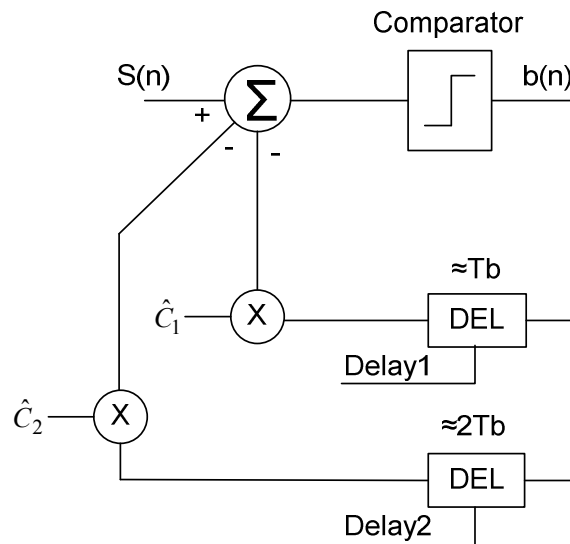 Comparator
S(n)
b(n)
+
Σ
-
-
≈Tb
Ĉ₁
X
DEL
Delay1
≈2Tb
Ĉ₂
X
DEL
Delay2